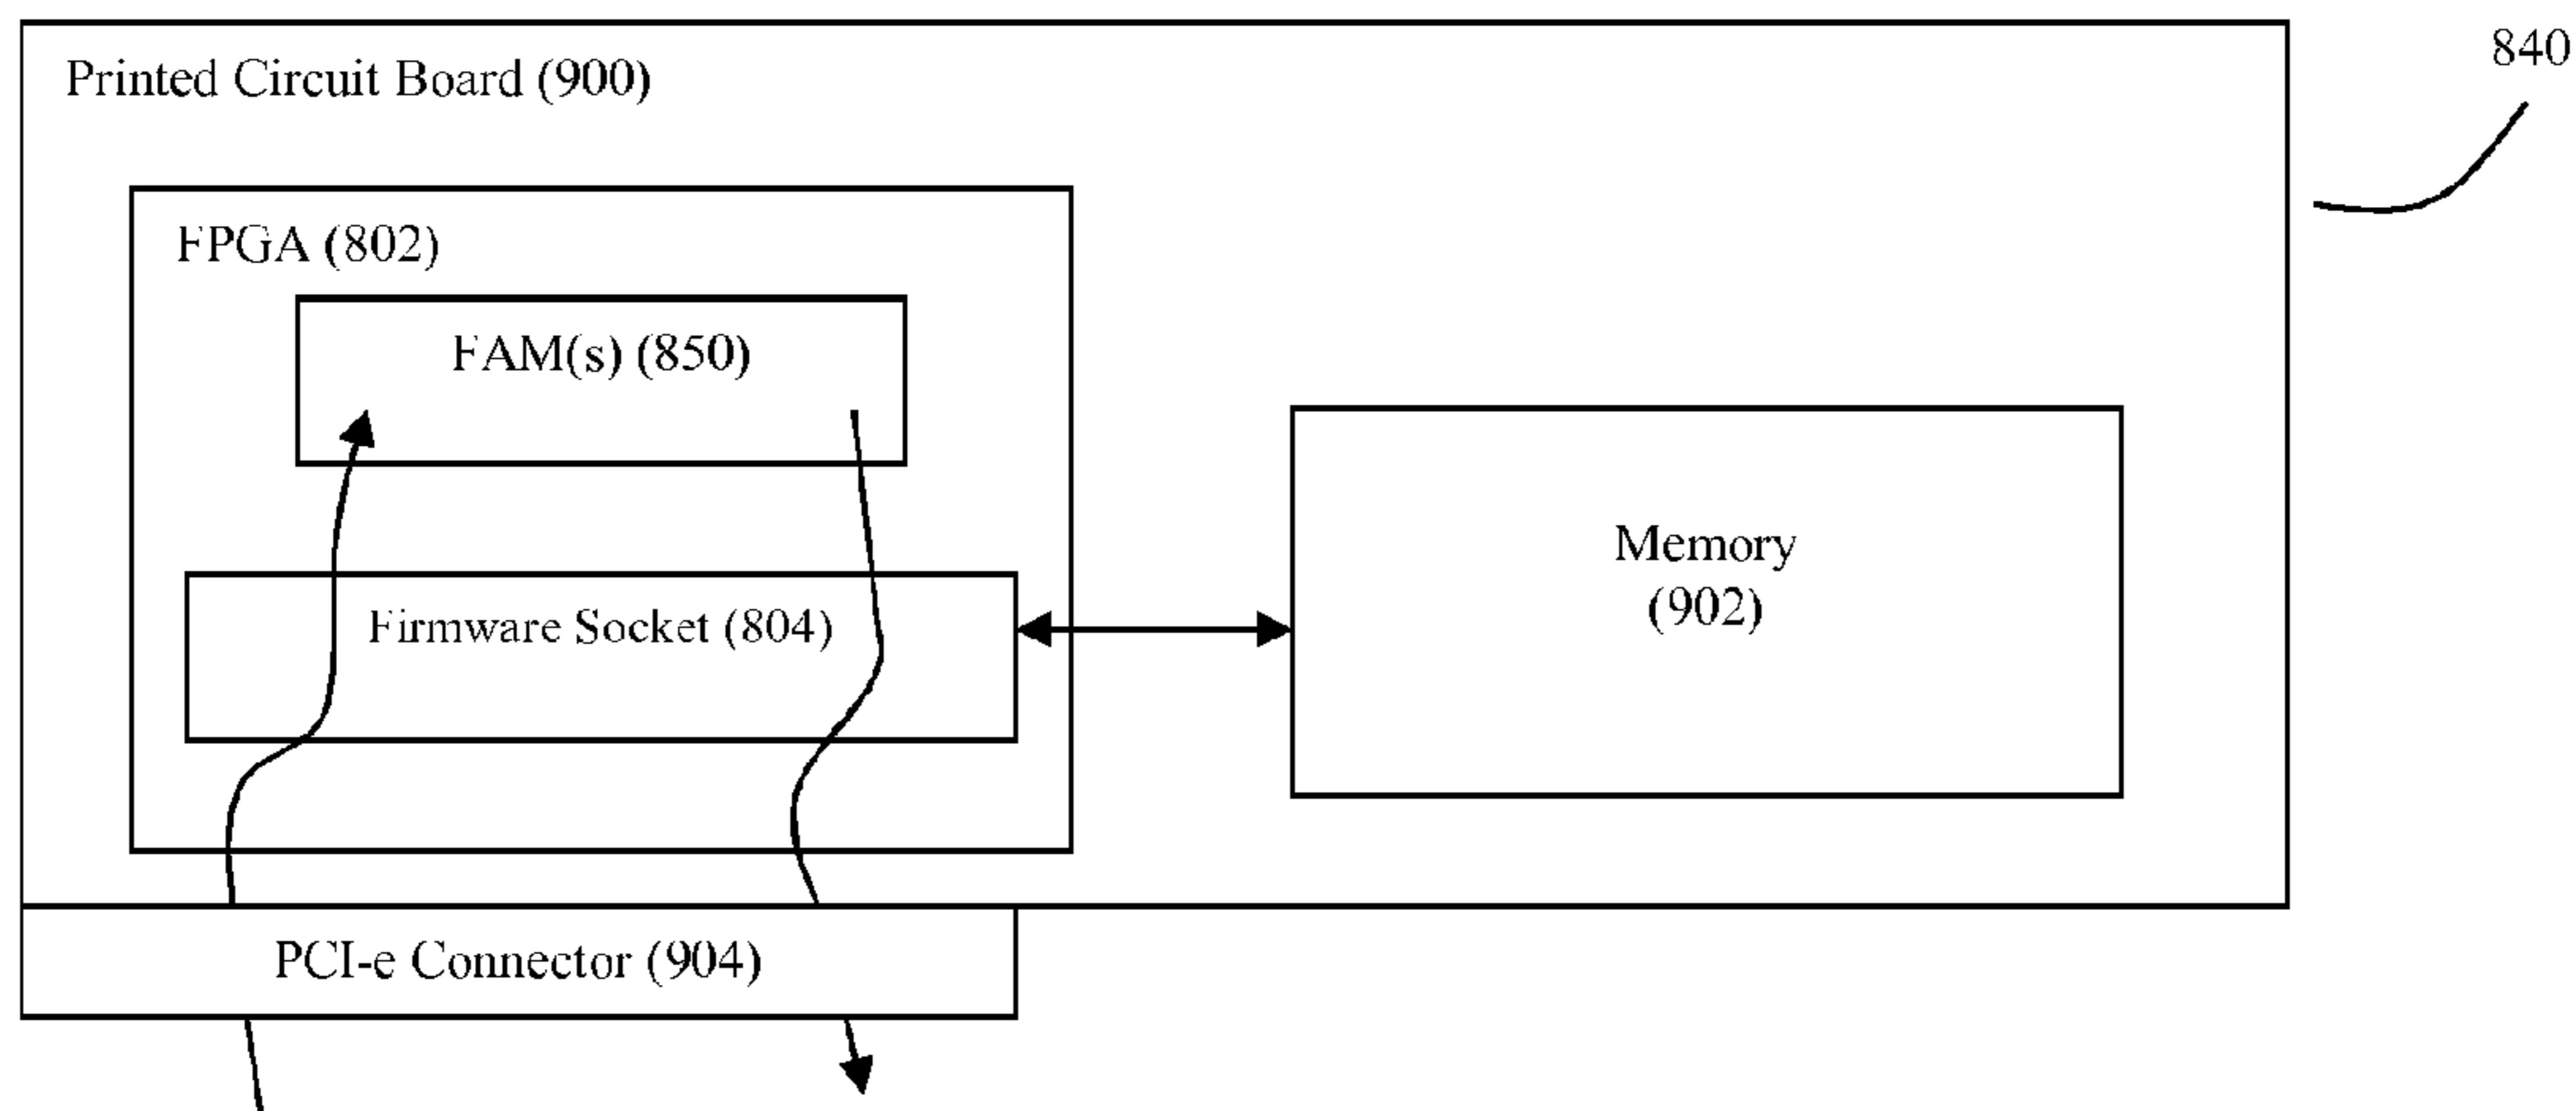 Printed Circuit Board (900)
840
FPGA (802)
FAM(s) (850)
Firmware Socket (804)
Memory
(902)
PCI-e Connector (904)